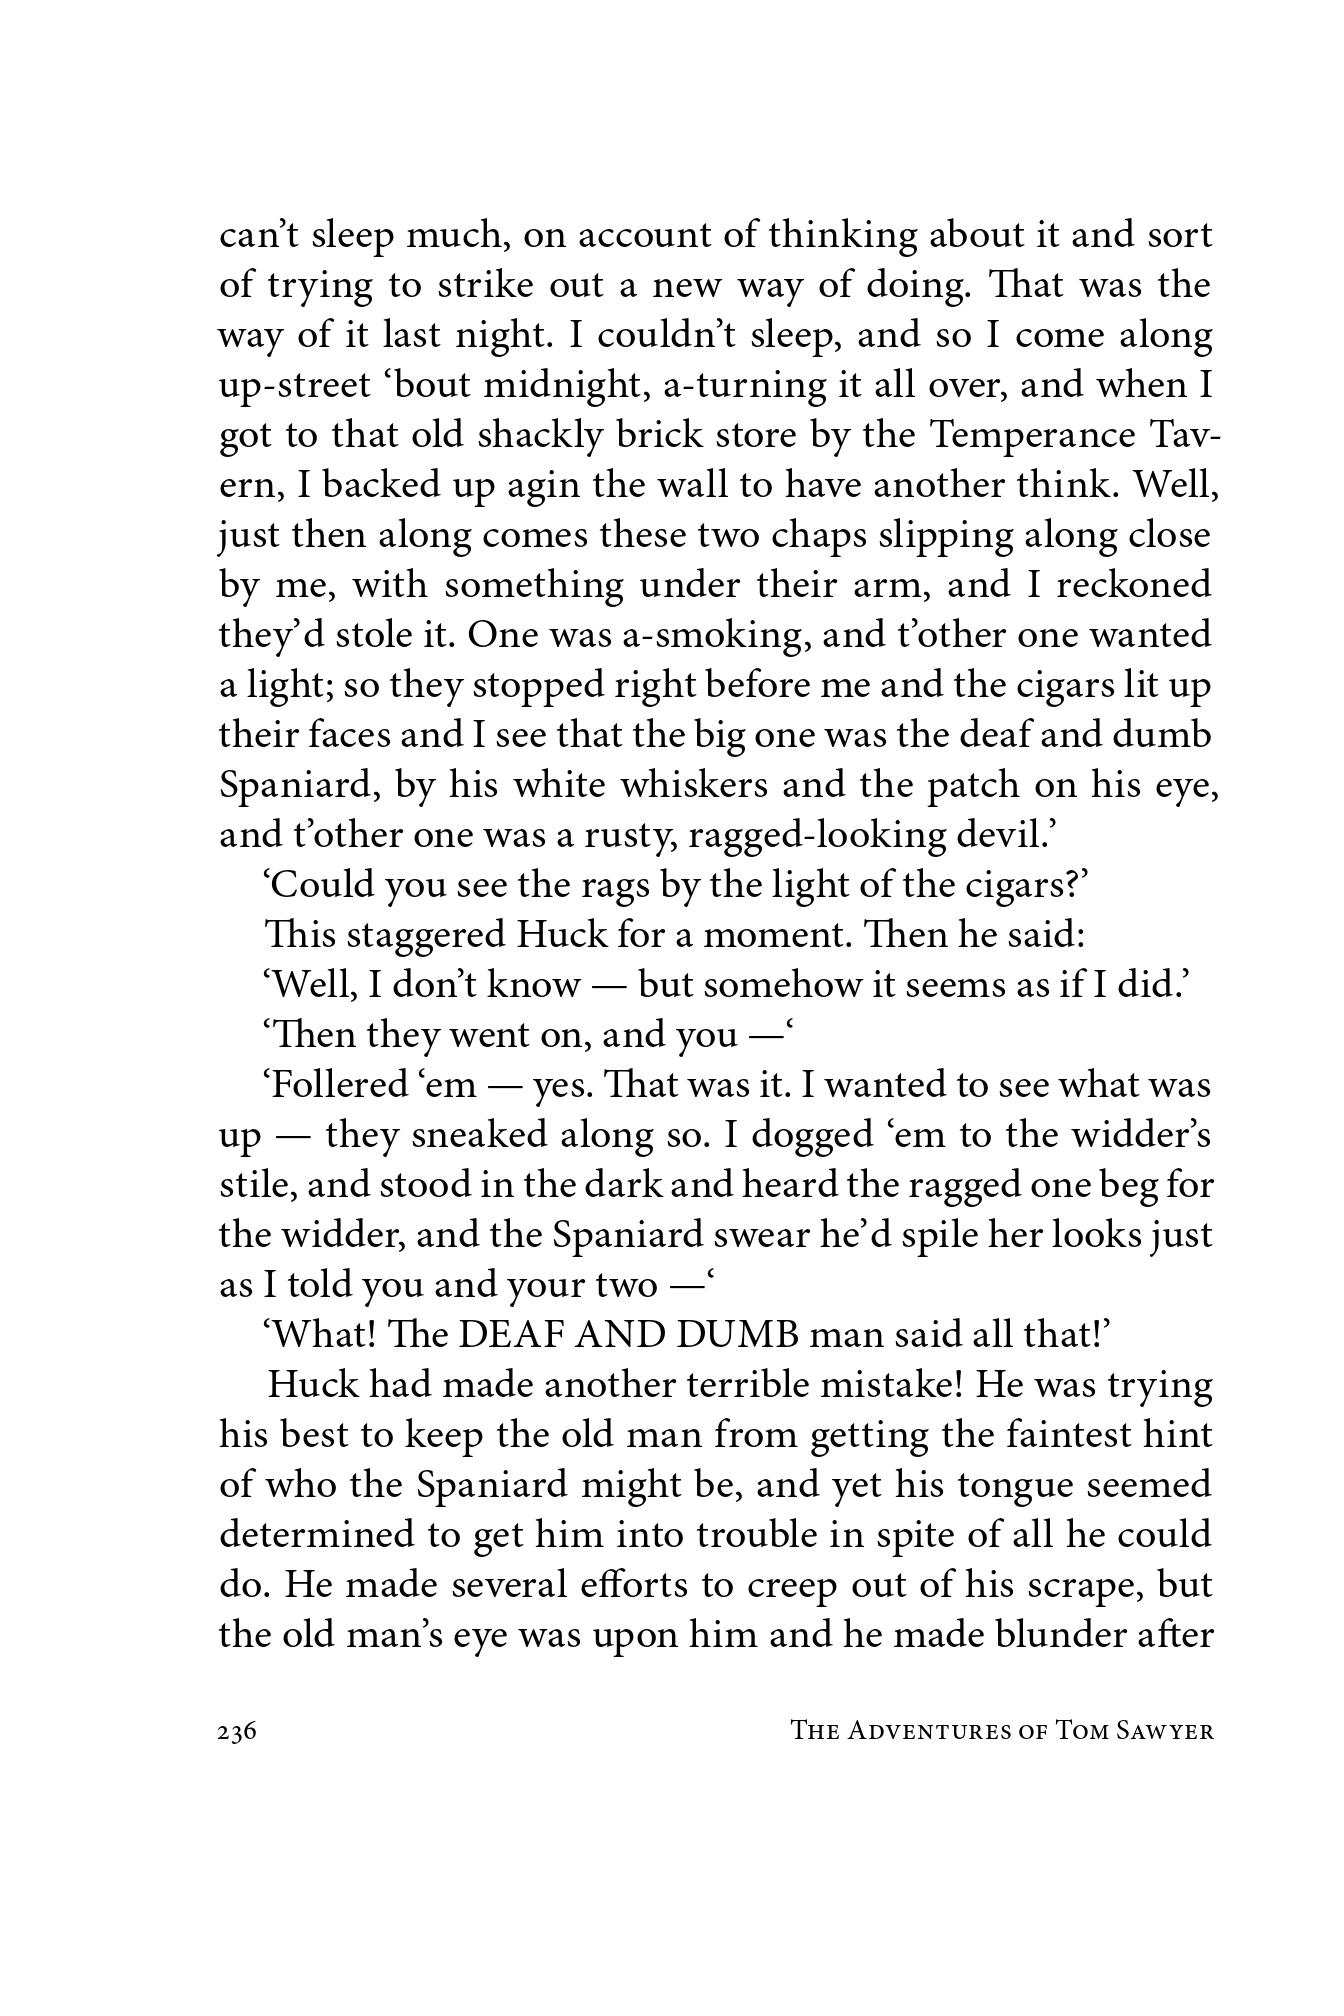 can’t sleep much, on account of thinking about it and sort
of trying to strike out a new way of doing. That was the
way of it last night. I couldn’t sleep, and so I come along
up-street ‘bout midnight, a-turning it all over, and when I
got to that old shackly brick store by the Temperance Tav-
ern, I backed up agin the wall to have another think. Well,
just then along comes these two chaps slipping along close
by me, with something under their arm, and I reckoned
they’d stole it. One was a-smoking, and t’other one wanted
a light; so they stopped right before me and the cigars lit up
their faces and I see that the big one was the deaf and dumb
Spaniard, by his white whiskers and the patch on his eye,
and t’other one was a rusty, ragged-looking devil.’
‘Could you see the rags by the light of the cigars?’
This staggered Huck for a moment. Then he said:
‘Well, I don’t know — but somehow it seems as if I did.’
‘Then they went on, and you —‘
‘Follered ‘em — yes. That was it. I wanted to see what was
up — they sneaked along so. I dogged ‘em to the widder’s
stile, and stood in the dark and heard the ragged one beg for
the widder, and the Spaniard swear he’d spile her looks just
as I told you and your two —‘
‘What! The DEAF AND DUMB man said all that!’
Huck had made another terrible mistake! He was trying
his best to keep the old man from getting the faintest hint
of who the Spaniard might be, and yet his tongue seemed
determined to get him into trouble in spite of all he could
do. He made several efforts to creep out of his scrape, but
the old man’s eye was upon him and he made blunder after
236 The Adventures of Tom Sawyer